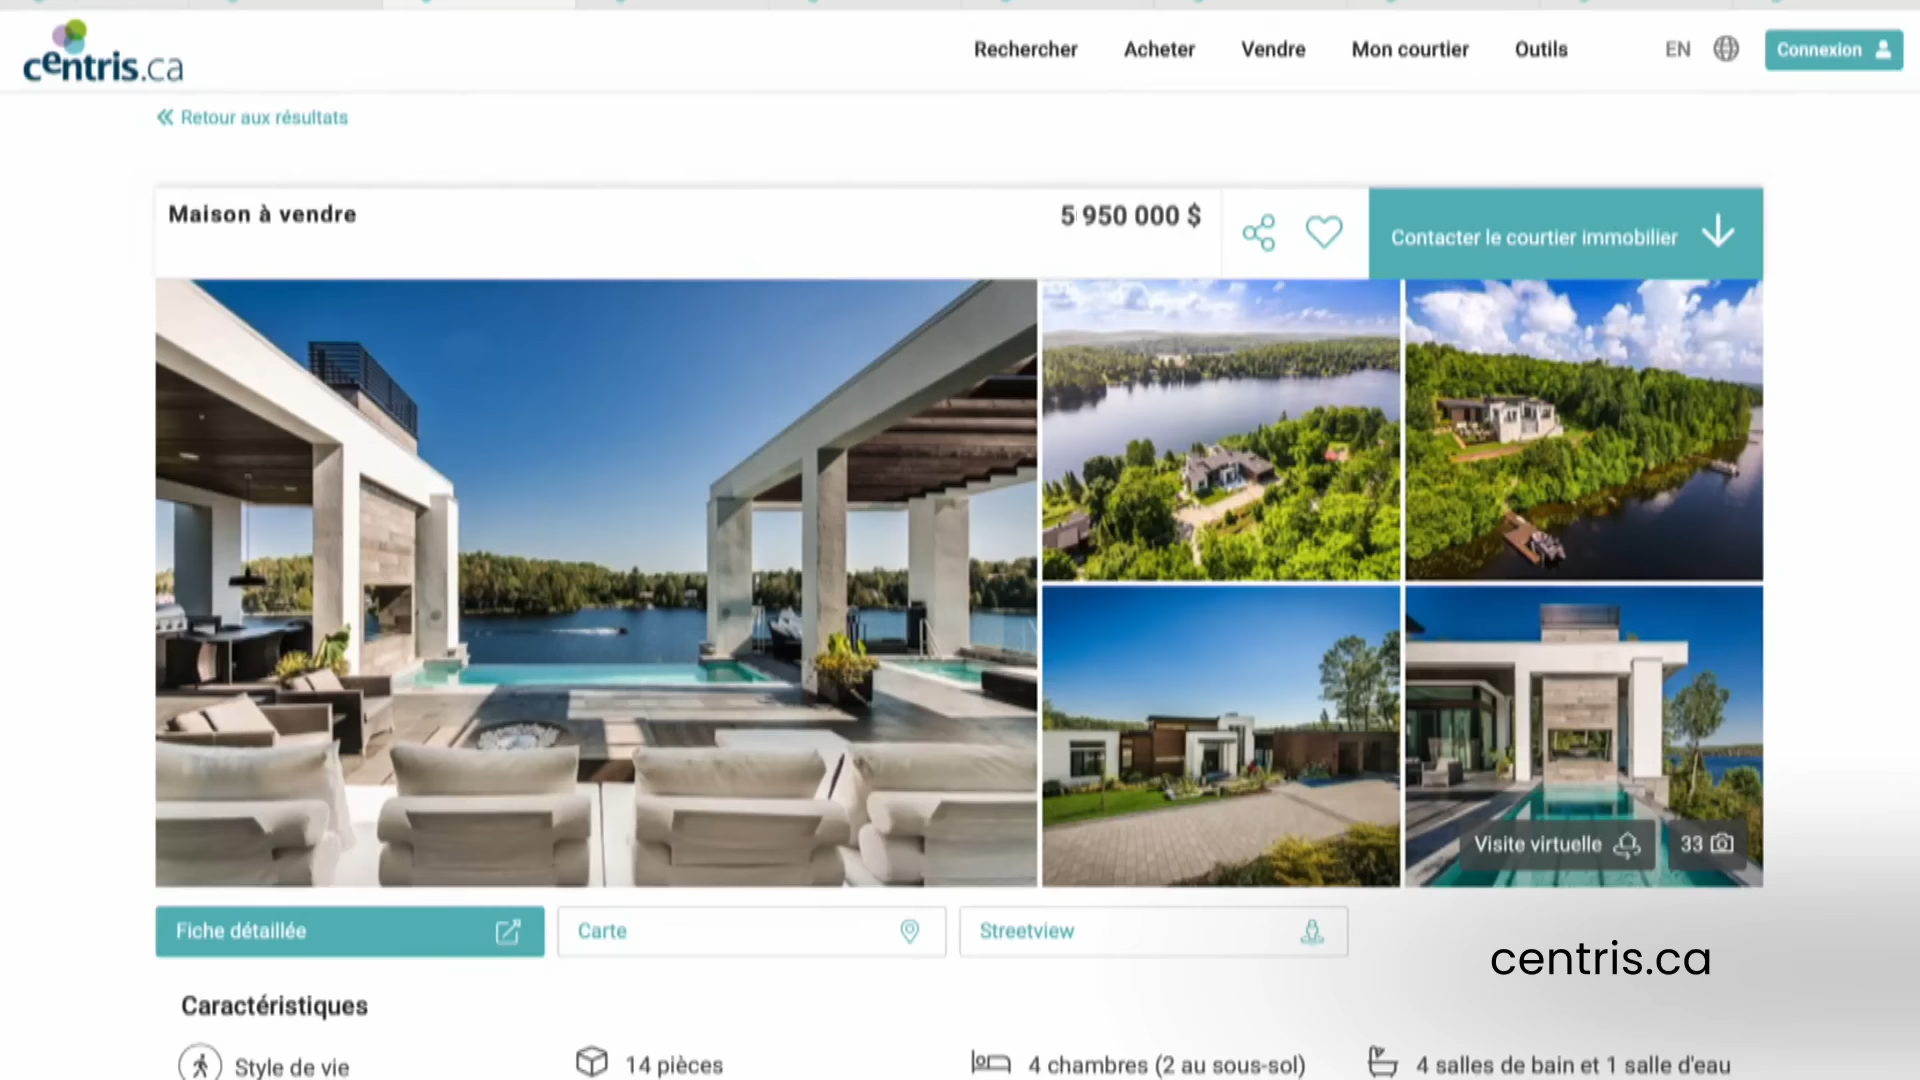 centris.ca
Rechercher Acheter Vendre Mon courtier Outils EN Connexion
Retour aux résultats
Maison à vendre
5 950 000 $
Contacter le courtier immobilier
Visite virtuelle
33
Fiche détaillée
Carte
Streetview
centris.ca
Caractéristiques
Style de vie
14 pièces
4 chambres (2 au sous-sol)
4 salles de bain et 1 salle d'eau